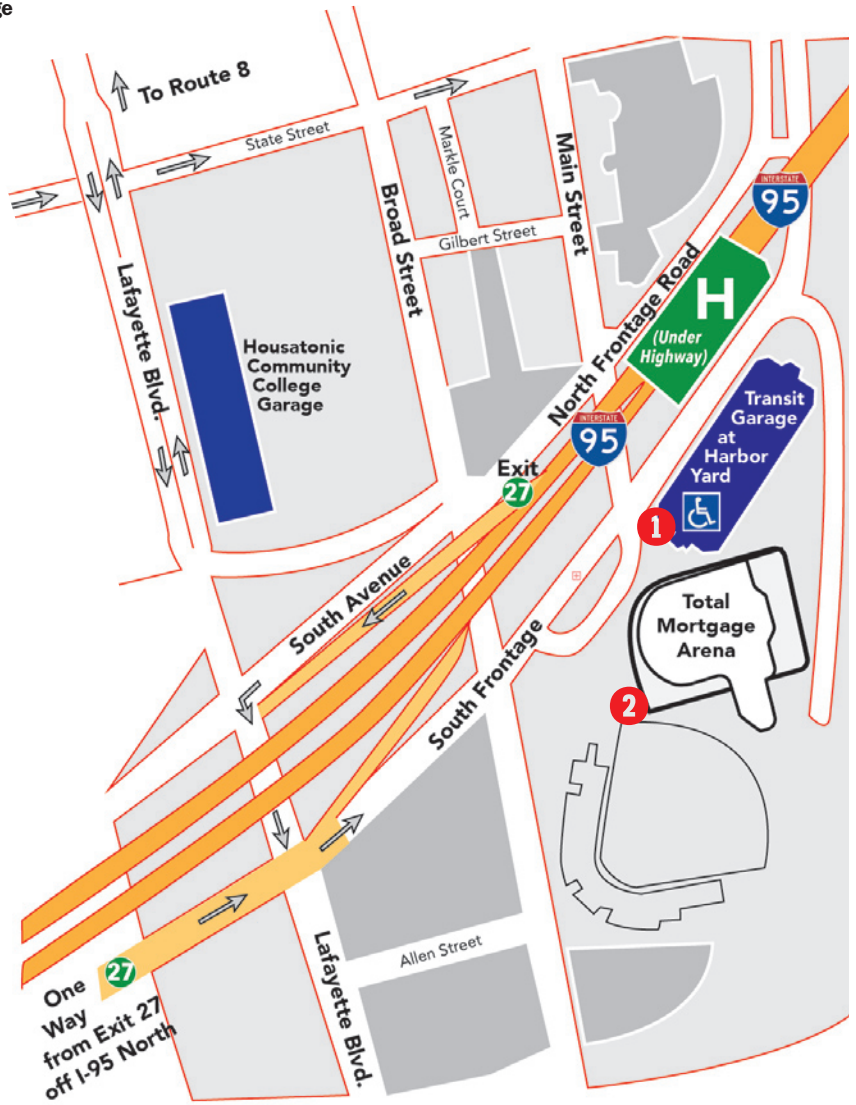 To Route 8
State Street
Markle Court
Main Street
Broad Street
Gilbert Street
INTERSTATE
95
Lafayette Blvd.
North Frontage Road
H
(Under
Highway)
Housatonic
Community
College
Garage
Transit
Garage
at
Harbor
Yard
INTERSTATE
95
Exit
27
1
South Avenue
Total
Mortgage
Arena
South Frontage
2
Allen Street
Lafayette Blvd.
27
One
Way
from Exit 27
off I-95 North